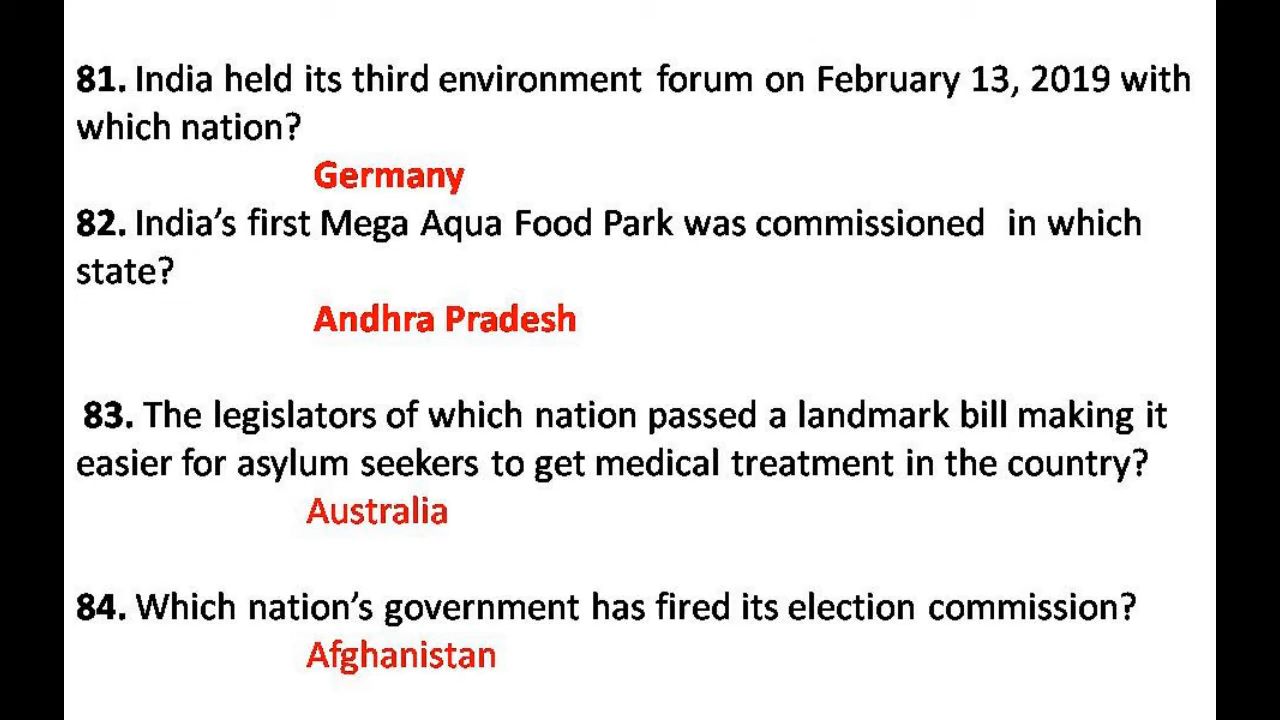 81. India held its third environment forum on February 13, 2019 with
which nation?
Germany
82. India’s first Mega Aqua Food Park was commissioned in which
state?
Andhra Pradesh
83. The legislators of which nation passed a landmark bill making it
easier for asylum seekers to get medical treatment in the country?
Australia
84. Which nation’s government has fired its election commission?
Afghanistan